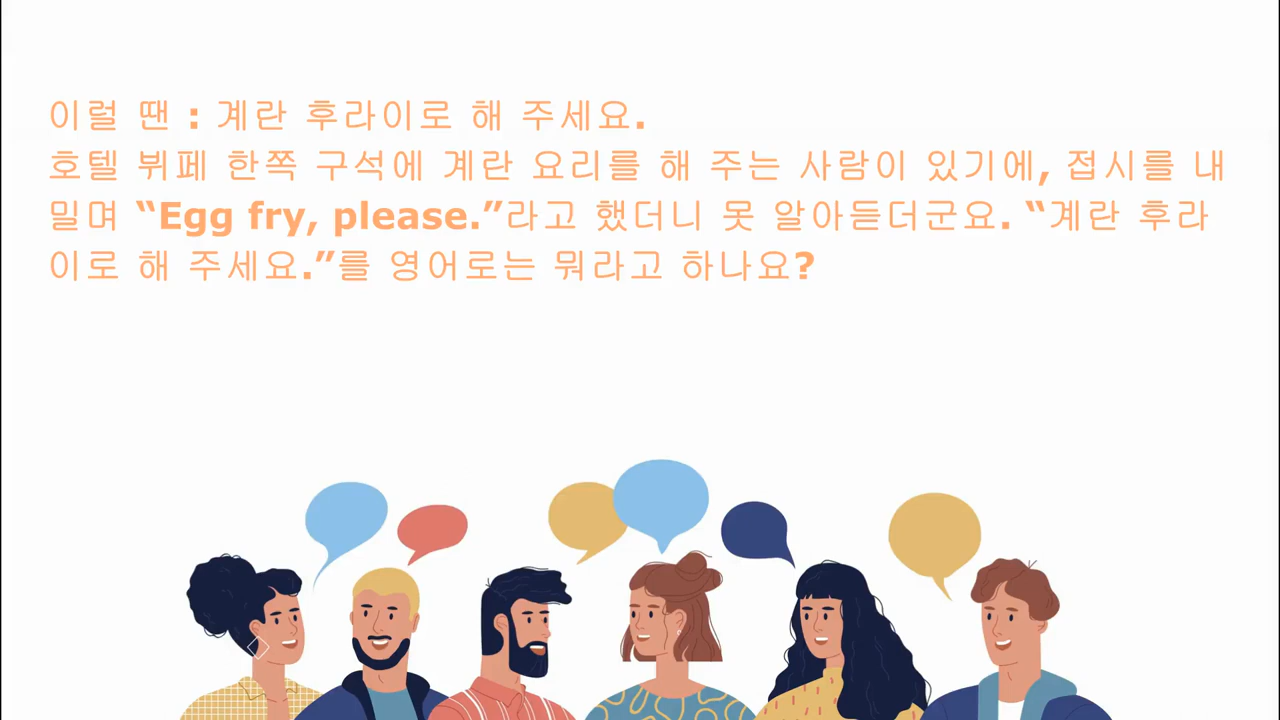 이럴 땐 : 계란 후라이로 해 주세요.
호텔 뷔페 한쪽 구석에 계란 요리를 해 주는 사람이 있기에, 접시를 내
밀며 “Egg fry, please.”라고 했더니 못 알아듣더군요. “계란 후라
이로 해 주세요.”를 영어로는 뭐라고 하나요?